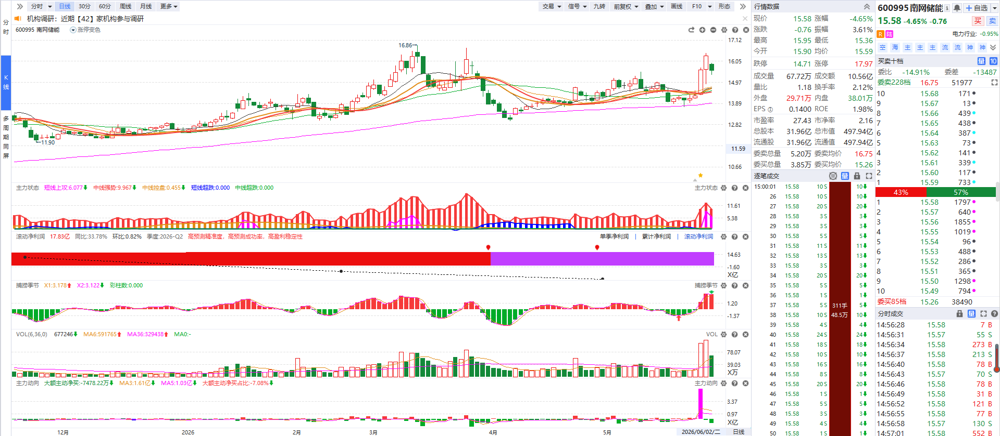 分时 日线 30分 60分 周线 月线 更多 交易 信号 九转 前复权 叠加 画线 F10 形态
机构调研：近期【42】家机构参与调研
600995 南网储能 涨停变色
分时
K线
多周期同屏
17.12
16.05
14.97
13.89
12.82
11.59
10.66
16.86
11.90
主力状态 短线上攻:6.077 中线强势:9.967 中线控盘:0.455 短线超跌:0.000 中线超跌:0.000 主力状态
11.61
5.38
滚动净利润 17.83亿 同比:33.78% 环比:0.82% 季度:2026-Q2 高预测精准度，高预测成功率，高盈利稳定性 单季净利润 | 累计净利润 | 滚动净利润
14.63
-1.60
X亿
捕捞季节 X1:3.178 X2:3.122 彩柱数:0.000 捕捞季节
1.20
-1.37
VOL(6,36,0) 677246 MA6:591765 MA36:329438 MA0:- VOL
78.07
39.03
X万
主力动向 大额主动净买:-7478.22万 MA3:1.61亿 MA5:1.03亿 大额主动净买占比:-7.08% 主力动向
3.37
0.97
X亿
12月 2026 2月 3月 4月 5月 2026/06/02/二 日线
行情数据
现价 15.58 涨幅 -4.65%
涨跌 -0.76 振幅 3.61%
最高 15.95 最低 15.36
今开 15.90 均价 15.59
跌停 14.71 涨停 17.97
成交量 67.72万 成交额 10.56亿
量比 1.18 换手率 2.12%
外盘 29.71万 内盘 38.01万
EPS ① 0.1400 ROE 1.98%
市盈率 27.43 市净率 2.16
总股本 31.96亿 总市值 497.94亿
流通股 31.96亿 流通值 497.94亿
委卖总量 5.20万 委卖均价 16.75
委买总量 3.85万 委买均价 15.26
逐笔成交 量
15:00:01 15.58 10 S 10
26 15.58 10 S 10
27 15.58 20 S 20
28 15.58 3 S 3
29 15.58 3 S 3
30 15.58 5 S 5
31 15.58 11 S 11
32 15.58 13 S 13
33 15.58 3 S 3
34 15.58 20 S 20
35 15.58 5 S 5
36 15.58 1 S 1
37 15.58 5 S 311手 5
38 15.58 10 S 48.5万 10
39 15.58 4 S 4
40 15.58 24 S 24
41 15.58 18 S 18
42 15.58 10 S 10
43 15.58 16 S 16
44 15.58 8 S 8
45 15.58 20 S 20
46 15.58 1 S 1
47 15.58 5 S 5
48 15.58 3 S 3
49 15.58 4 S 4
50 15.58 1 S 1
600995 南网储能 自选
15.58 -4.65% -0.76 买 卖
R 陆 电力行业: -0.95%
空 海 主 主 主 流 流 神 神
买卖十档 量 10
委比 -14.91% 委差 -13487
委卖228档 16.75 51977
10 15.68 171
9 15.67 13
8 15.66 439
7 15.65 438
6 15.64 387
5 15.63 73
4 15.62 141
3 15.61 339
2 15.60 117
1 15.59 733
43% 57%
1 15.58 1797
2 15.57 640
3 15.56 1855
4 15.55 1019
5 15.54 96
6 15.53 488
7 15.52 286
8 15.51 365
9 15.50 1298
10 15.49 794
委买85档 15.26 38490
分时成交 量
14:56:28 15.58 7 B
14:56:31 15.57 55 S
14:56:34 15.58 273 B
14:56:37 15.58 213 S
14:56:40 15.58 78 B
14:56:43 15.57 70 S
14:56:46 15.58 78 B
14:56:49 15.58 31 B
14:56:52 15.58 121 B
14:56:55 15.58 77 B
14:56:58 15.57 130 S
14:57:01 15.58 552 B